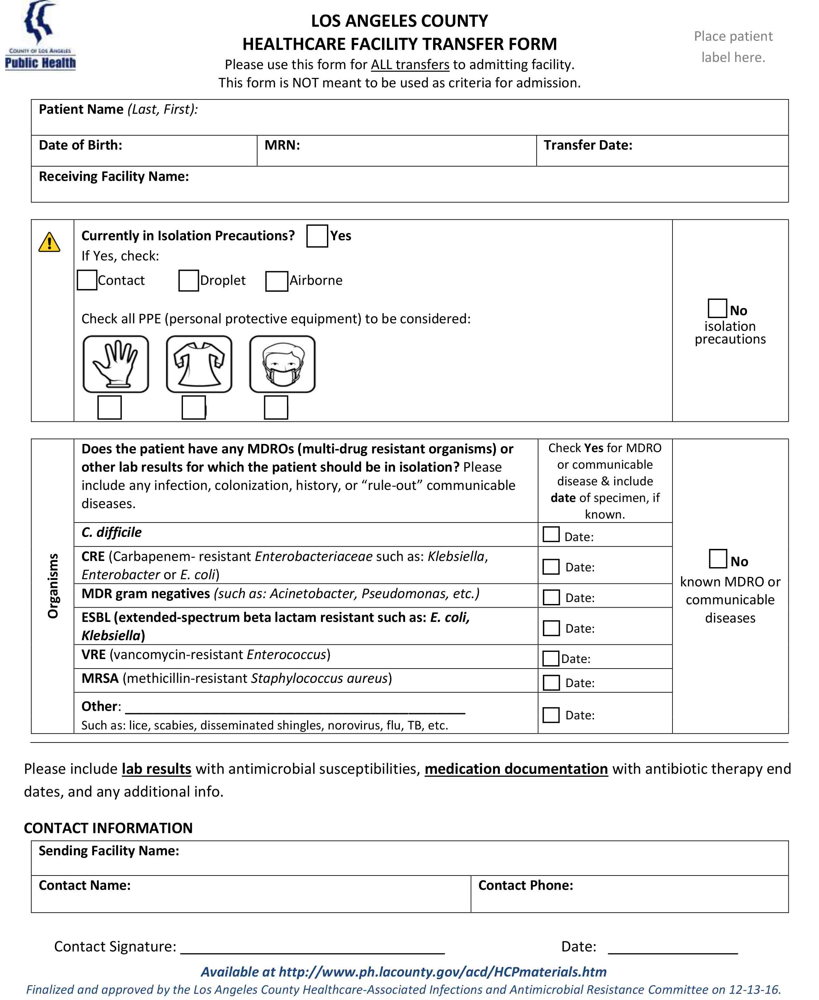 COUNTY OF LOS ANGELES
Public Health
LOS ANGELES COUNTY
HEALTHCARE FACILITY TRANSFER FORM
Please use this form for ALL transfers to admitting facility.
This form is NOT meant to be used as criteria for admission.
Place patient
label here.
Patient Name (Last, First):
Date of Birth:
MRN:
Transfer Date:
Receiving Facility Name:
Currently in Isolation Precautions? Yes
If Yes, check:
Contact Droplet Airborne
Check all PPE (personal protective equipment) to be considered:
No
isolation
precautions
Organisms
Does the patient have any MDROs (multi-drug resistant organisms) or
other lab results for which the patient should be in isolation? Please
include any infection, colonization, history, or “rule-out” communicable
diseases.
Check Yes for MDRO
or communicable
disease & include
date of specimen, if
known.
C. difficile
Date:
CRE (Carbapenem- resistant Enterobacteriaceae such as: Klebsiella,
Enterobacter or E. coli)
Date:
MDR gram negatives (such as: Acinetobacter, Pseudomonas, etc.)
Date:
ESBL (extended-spectrum beta lactam resistant such as: E. coli,
Klebsiella)
Date:
VRE (vancomycin-resistant Enterococcus)
Date:
MRSA (methicillin-resistant Staphylococcus aureus)
Date:
Other:
Such as: lice, scabies, disseminated shingles, norovirus, flu, TB, etc.
Date:
No
known MDRO or
communicable
diseases
Please include lab results with antimicrobial susceptibilities, medication documentation with antibiotic therapy end
dates, and any additional info.
CONTACT INFORMATION
Sending Facility Name:
Contact Name:
Contact Phone:
Contact Signature:
Date:
Available at http://www.ph.lacounty.gov/acd/HCPmaterials.htm
Finalized and approved by the Los Angeles County Healthcare-Associated Infections and Antimicrobial Resistance Committee on 12-13-16.